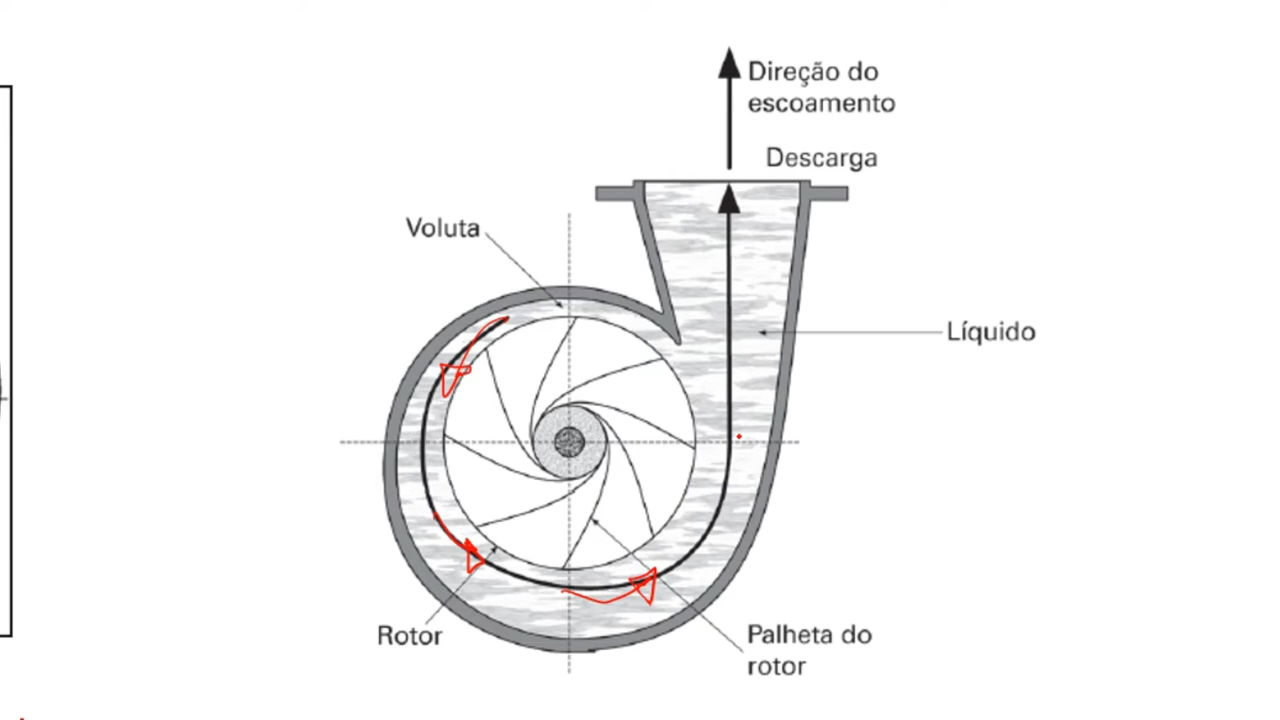 Direção do
escoamento
Descarga
Voluta
Líquido
Rotor
Palheta do
rotor